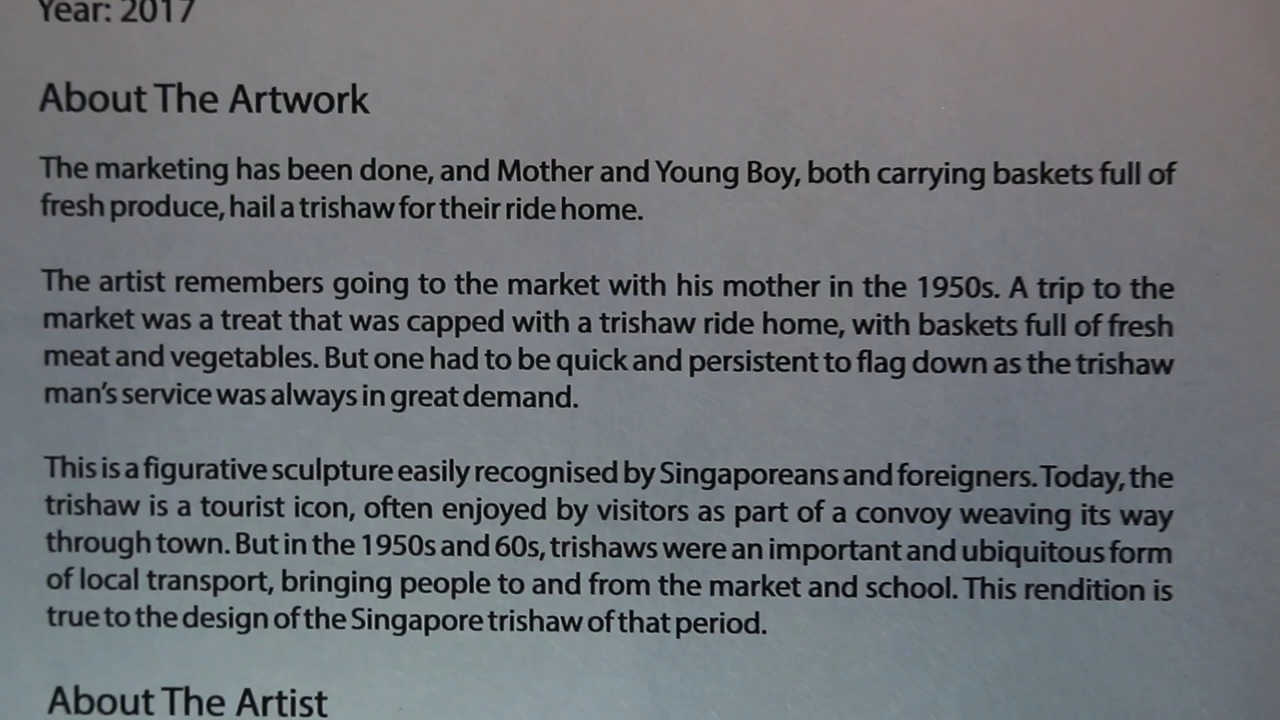 Year: 2017
About The Artwork
The marketing has been done, and Mother and Young Boy, both carrying baskets full of
fresh produce, hail a trishaw for their ride home.
The artist remembers going to the market with his mother in the 1950s. A trip to the
market was a treat that was capped with a trishaw ride home, with baskets full of fresh
meat and vegetables. But one had to be quick and persistent to flag down as the trishaw
man's service was always in great demand.
This is a figurative sculpture easily recognised by Singaporeans and foreigners. Today, the
trishaw is a tourist icon, often enjoyed by visitors as part of a convoy weaving its way
through town. But in the 1950s and 60s, trishaws were an important and ubiquitous form
of local transport, bringing people to and from the market and school. This rendition is
true to the design of the Singapore trishaw of that period.
About The Artist